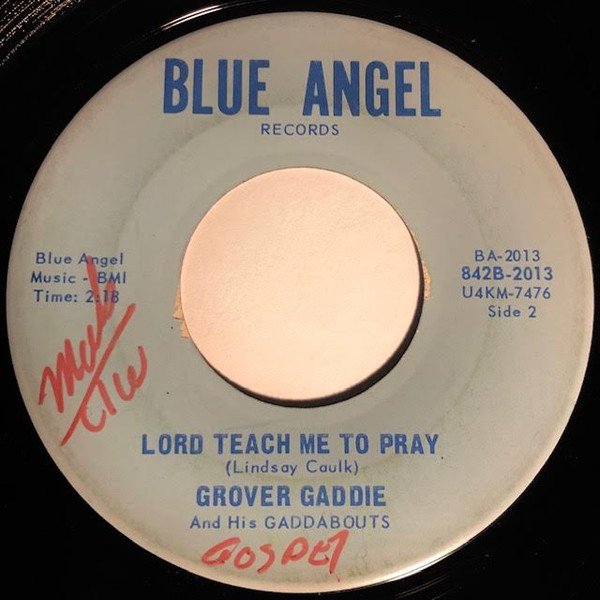 BLUE ANGEL
RECORDS
Blue Angel
Music - BMI
Time: 2:18
BA-2013
842B-2013
U4KM-7476
Side 2
LORD TEACH ME TO PRAY
(Lindsay Caulk)
GROVER GADDIE
And His GADDABOUTS
GOSPEL